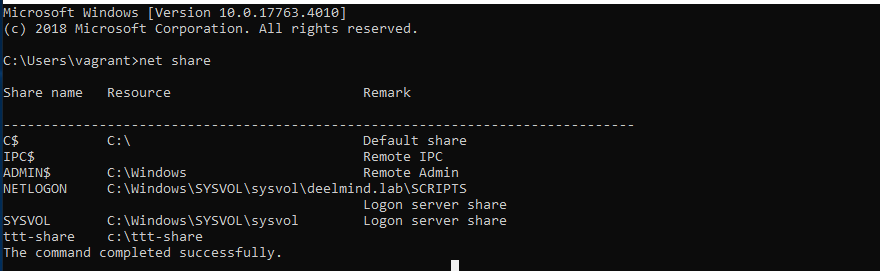 Microsoft Windows [Version 10.0.17763.4010]
(c) 2018 Microsoft Corporation. All rights reserved.
C:\Users\vagrant>net share
Share name   Resource                        Remark
-------------------------------------------------------------------------------
C$           C:\                             Default share
IPC$                                         Remote IPC
ADMIN$       C:\Windows                      Remote Admin
NETLOGON     C:\Windows\SYSVOL\sysvol\deelmind.lab\SCRIPTS
                                             Logon server share
SYSVOL       C:\Windows\SYSVOL\sysvol        Logon server share
ttt-share    c:\ttt-share
The command completed successfully.